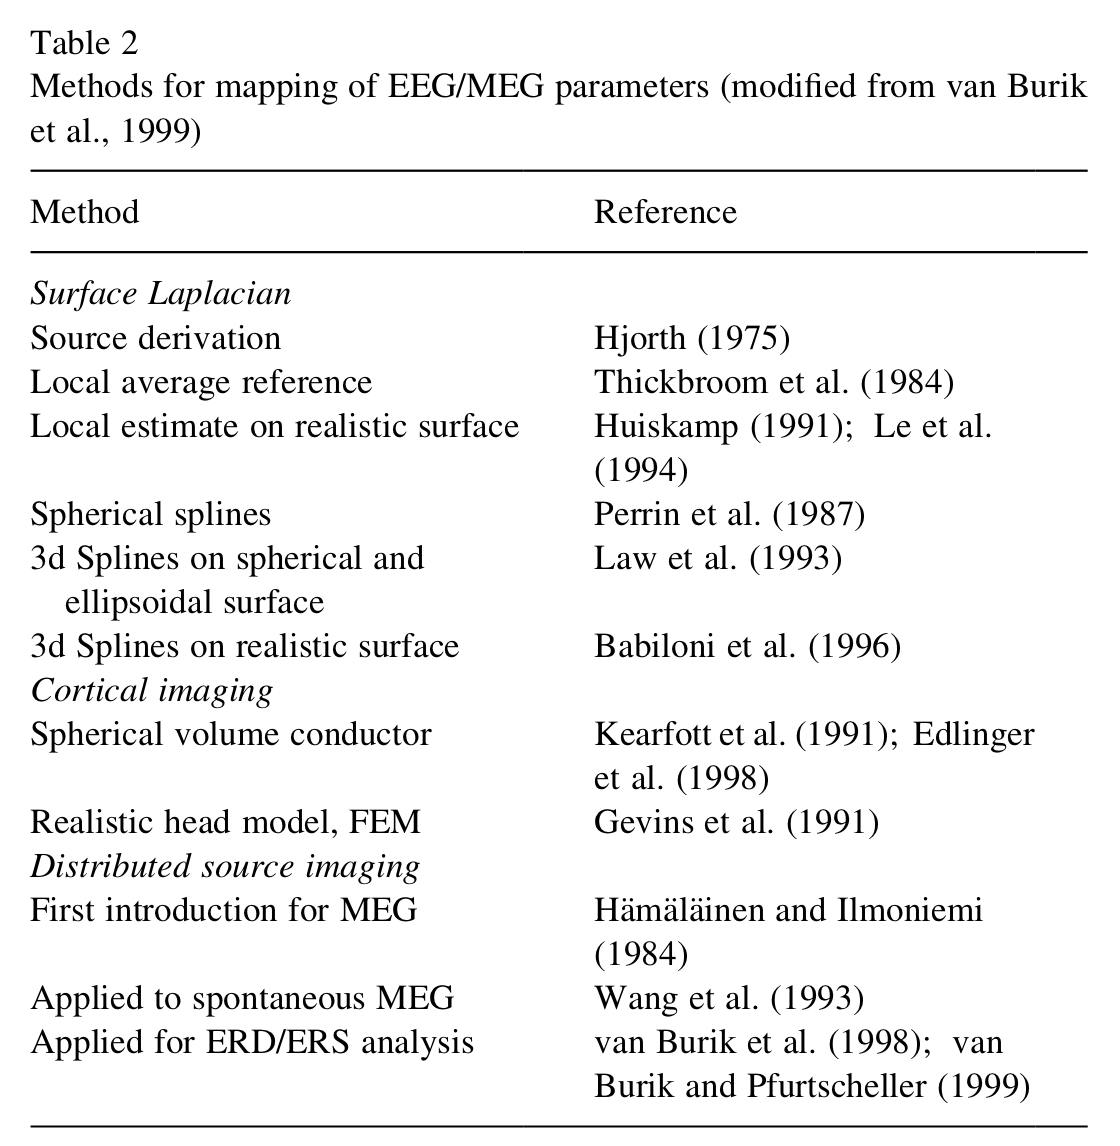 Table 2
Methods for mapping of EEG/MEG parameters (modified from van Burik
et al., 1999)
Method Reference
Surface Laplacian
Source derivation Hjorth (1975)
Local average reference Thickbroom et al. (1984)
Local estimate on realistic surface Huiskamp (1991); Le et al.
(1994)
Spherical splines Perrin et al. (1987)
3d Splines on spherical and Law et al. (1993)
ellipsoidal surface
3d Splines on realistic surface Babiloni et al. (1996)
Cortical imaging
Spherical volume conductor Kearfott et al. (1991); Edlinger
et al. (1998)
Realistic head model, FEM Gevins et al. (1991)
Distributed source imaging
First introduction for MEG Hämäläinen and Ilmoniemi
(1984)
Applied to spontaneous MEG Wang et al. (1993)
Applied for ERD/ERS analysis van Burik et al. (1998); van
Burik and Pfurtscheller (1999)